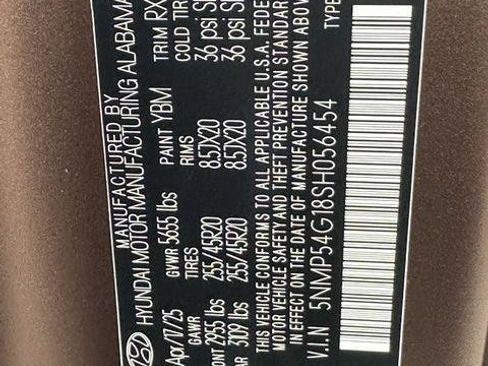 MANUFACTURED BY
HYUNDAI MOTOR MANUFACTURING ALABAMA
Apr/17/25 GVWR 5655 lbs PAINT YBM TRIM RX
GAWR TIRES RIMS COLD TIRE
FRONT 2955 lbs 255/45R20 8.5JX20 36 psi
REAR 3109 lbs 255/45R20 8.5JX20 36 psi
THIS VEHICLE CONFORMS TO ALL APPLICABLE U.S.A. FEDE
MOTOR VEHICLE SAFETY AND THEFT PREVENTION STANDAR
IN EFFECT ON THE DATE OF MANUFACTURE SHOWN ABOVE
V.I.N 5NMP54G18SH056454